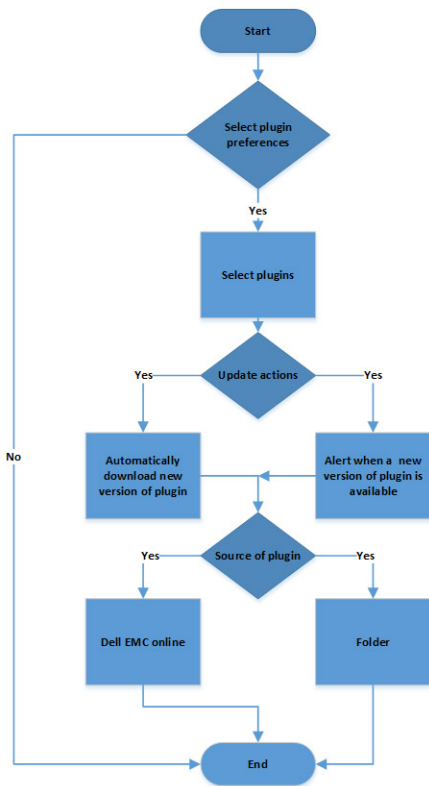 Start
Select plugin
preferences
Yes
Select plugins
Yes
Update actions
Yes
No
Automatically
download new
version of plugin
Alert when a new
version of plugin is
available
Yes
Source of plugin
Yes
Dell EMC online
Folder
End